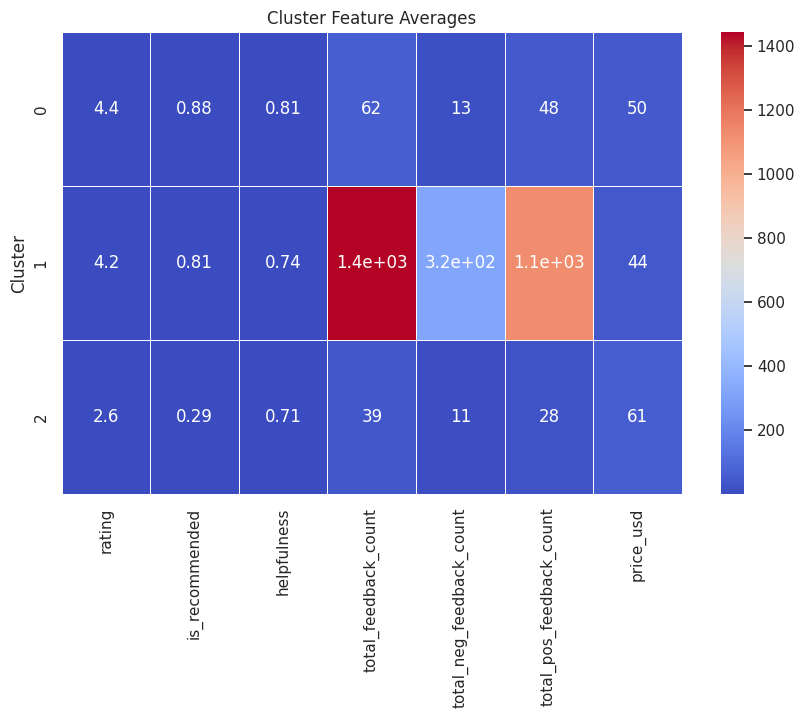 Cluster Feature Averages
Cluster
0
4.4 0.88 0.81 62 13 48 50
1
4.2 0.81 0.74 1.4e+03 3.2e+02 1.1e+03 44
2
2.6 0.29 0.71 39 11 28 61
rating
is_recommended
helpfulness
total_feedback_count
total_neg_feedback_count
total_pos_feedback_count
price_usd
1400
1200
1000
800
600
400
200